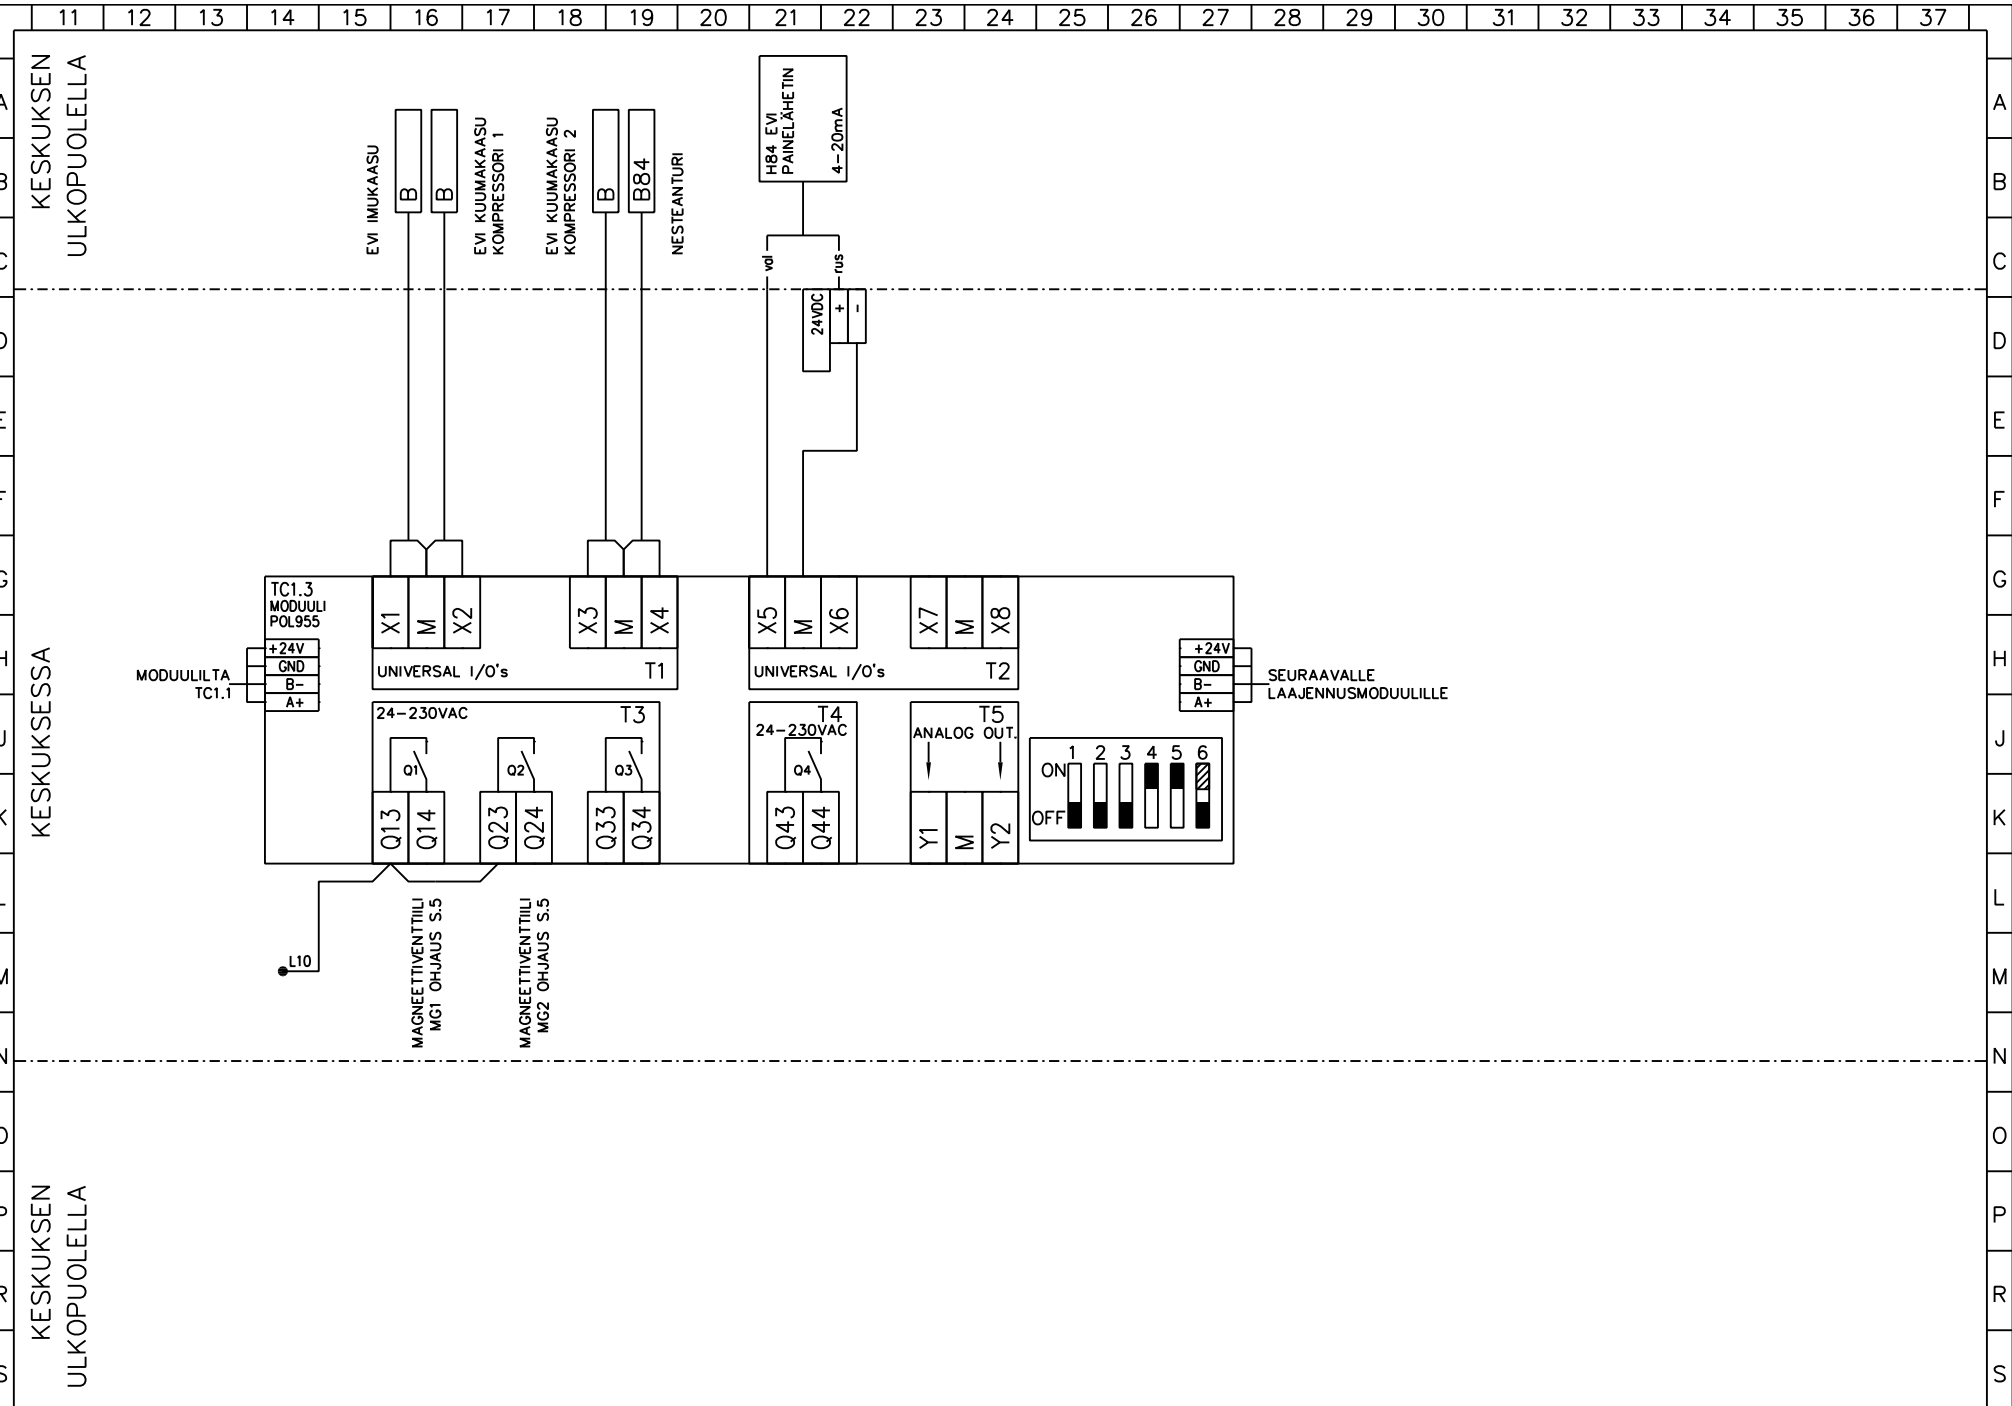 11 12 13 14 15 16 17 18 19 20 21 22 23 24 25 26 27 28 29 30 31 32 33 34 35 36 37
KESKUKSEN
ULKOPUOLELLA
EVI IMUKAASU
B
B
EVI KUUMAKAASU
KOMPRESSORI 1
EVI KUUMAKAASU
KOMPRESSORI 2
B
B84
NESTEANTURI
H84 EVI
PAINELÄHETIN
4-20mA
val
rus
24VDC
+
-
KESKUKSESSA
TC1.3
MODUULI
POL955
+24V
GND
B-
A+
MODUULILTA
TC1.1
X1 M X2
X3 M X4
UNIVERSAL I/O's T1
X5 M X6
X7 M X8
UNIVERSAL I/O's T2
+24V
GND
B-
A+
SEURAAVALLE
LAAJENNUSMODUULILLE
24-230VAC T3
Q1 Q2 Q3
Q13 Q14 Q23 Q24 Q33 Q34
T4
24-230VAC
Q4
Q43 Q44
T5
ANALOG OUT.
Y1 M Y2
1 2 3 4 5 6
ON
OFF
L10
MAGNEETTIVENTTIILI
MG1 OHJAUS S.5
MAGNEETTIVENTTIILI
MG2 OHJAUS S.5
KESKUKSEN
ULKOPUOLELLA
A
B
C
D
E
F
G
H
J
K
L
M
N
O
P
R
S
A
B
C
D
E
F
G
H
J
K
L
M
N
O
P
R
S